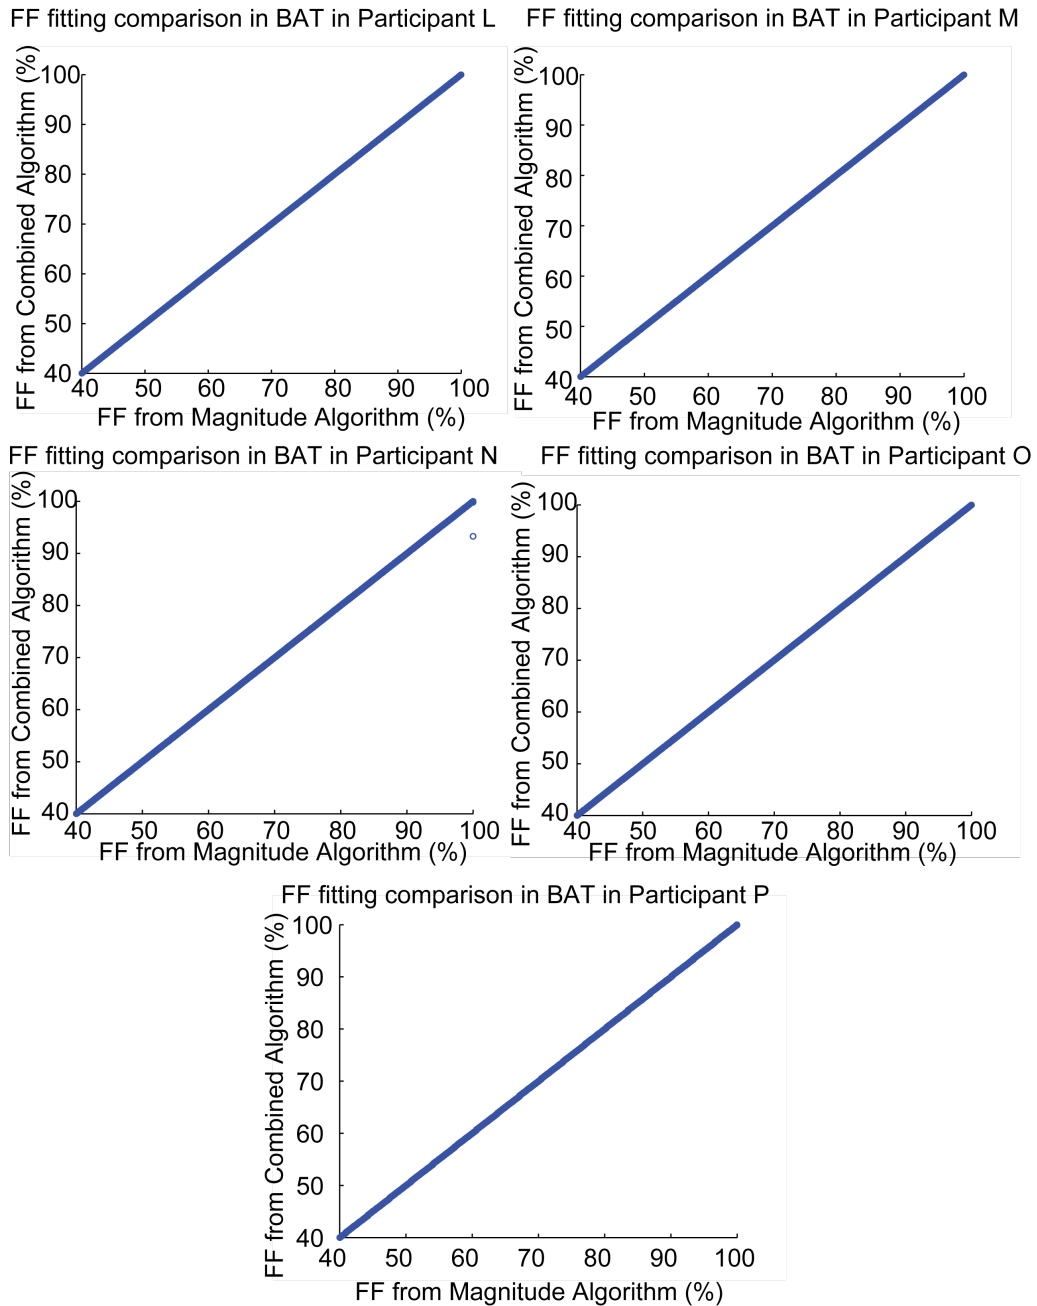 FF fitting comparison in BAT in Participant L
FF from Combined Algorithm (%)
100
90
80
70
60
50
40
40 50 60 70 80 90 100
FF from Magnitude Algorithm (%)
FF fitting comparison in BAT in Participant M
FF from Combined Algorithm (%)
100
90
80
70
60
50
40
40 50 60 70 80 90 100
FF from Magnitude Algorithm (%)
FF fitting comparison in BAT in Participant N
FF from Combined Algorithm (%)
100
90
80
70
60
50
40
40 50 60 70 80 90 100
FF from Magnitude Algorithm (%)
FF fitting comparison in BAT in Participant O
FF from Combined Algorithm (%)
100
90
80
70
60
50
40
40 50 60 70 80 90 100
FF from Magnitude Algorithm (%)
FF fitting comparison in BAT in Participant P
FF from Combined Algorithm (%)
100
90
80
70
60
50
40
40 50 60 70 80 90 100
FF from Magnitude Algorithm (%)